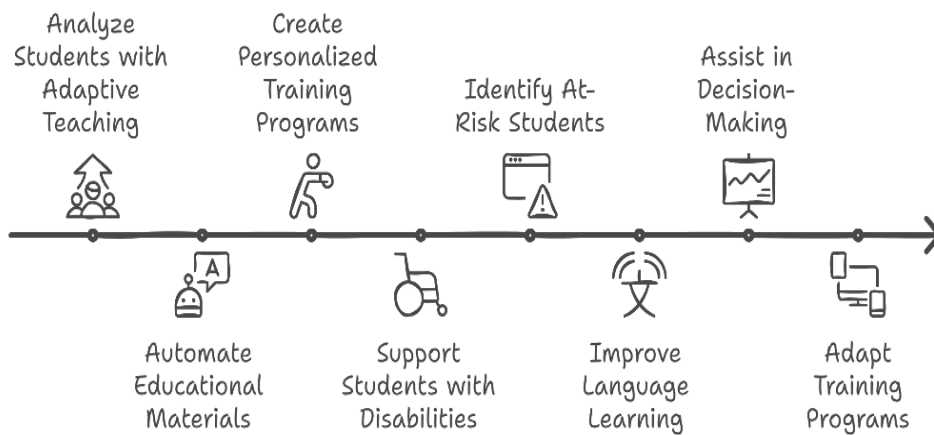 Analyze
Students with
Adaptive
Teaching
Create
Personalized
Training
Programs
Identify At-
Risk Students
Assist in
Decision-
Making
A
文
Automate
Educational
Materials
Support
Students with
Disabilities
Improve
Language
Learning
Adapt
Training
Programs